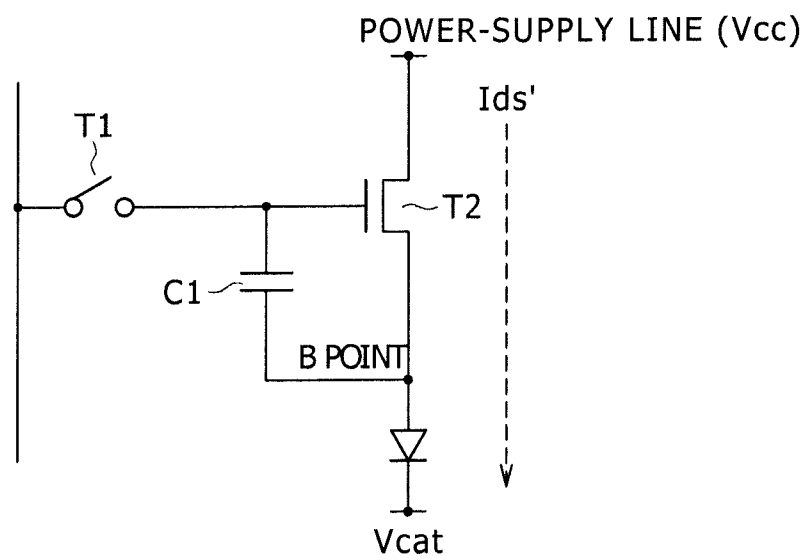 POWER-SUPPLY LINE (Vcc)
Ids'
T1
T2
C1
B POINT
Vcat